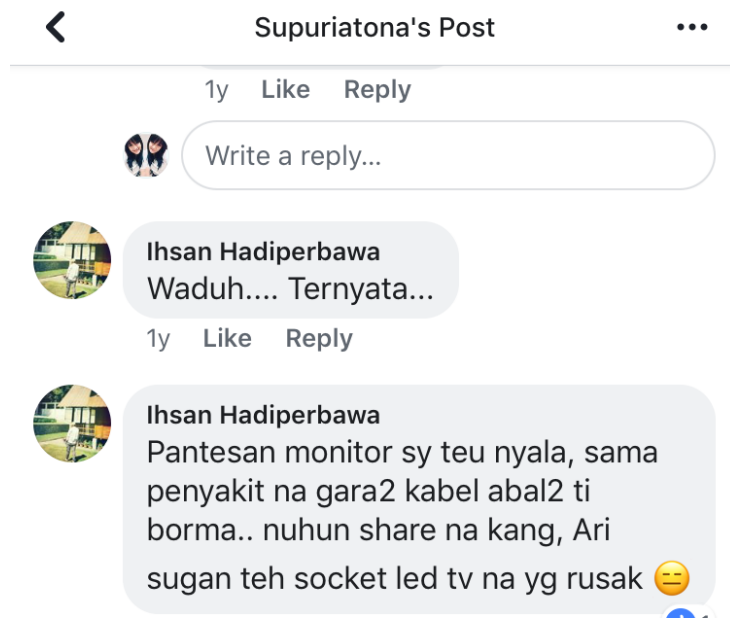 Supuriatona's Post
1y Like Reply
Write a reply...
Ihsan Hadiperbawa
Waduh.... Ternyata...
1y Like Reply
Ihsan Hadiperbawa
Pantesan monitor sy teu nyala, sama
penyakit na gara2 kabel abal2 ti
borma.. nuhun share na kang, Ari
sugan teh socket led tv na yg rusak 😑